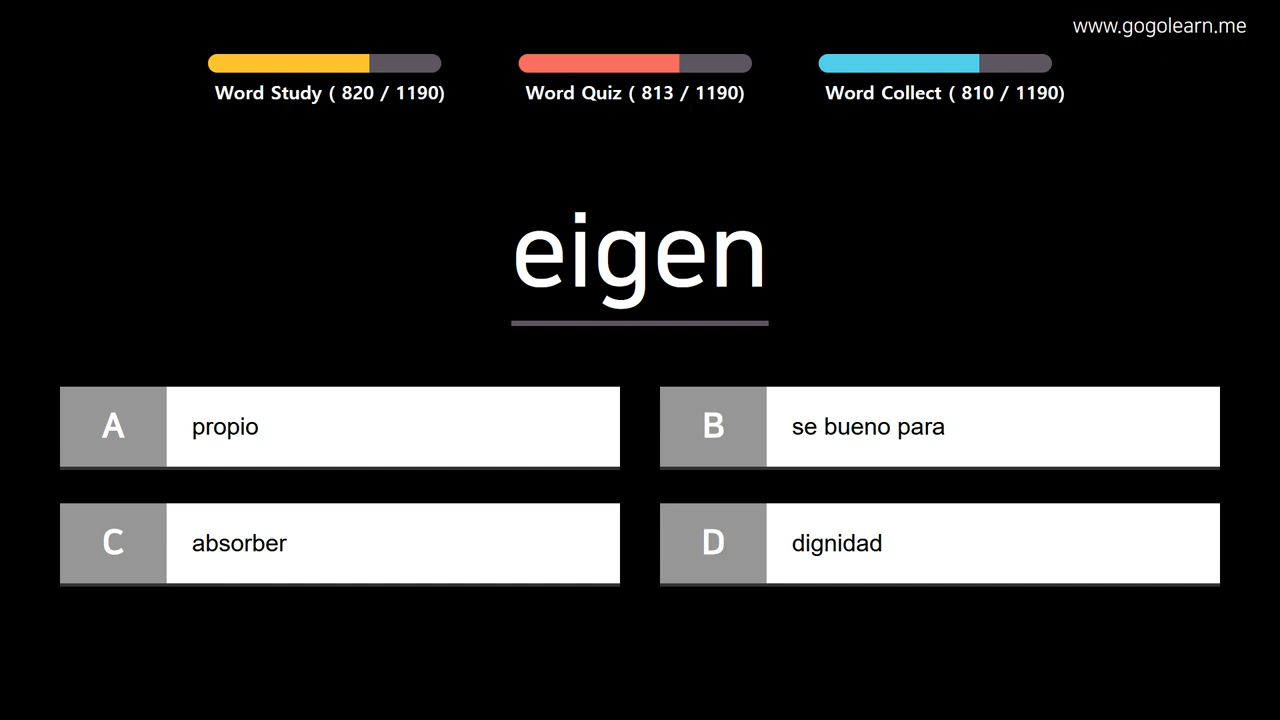 www.gogolearn.me
Word Study ( 820 / 1190)
Word Quiz ( 813 / 1190)
Word Collect ( 810 / 1190)
eigen
A propio
B se bueno para
C absorber
D dignidad